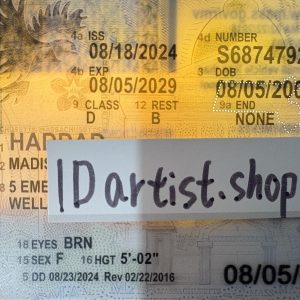 4a ISS
08/18/2024
4d NUMBER
S6874792
4b EXP
08/05/2029
3 DOB
08/05/200
9 CLASS
D
12 REST
B
9a END
NONE
HADDAD
MADIS
5 EME
WELL
IDartist.shop
18 EYES BRN
15 SEX F 16 HGT 5'-02"
5 DD 08/23/2024 Rev 02/22/2016
08/05/